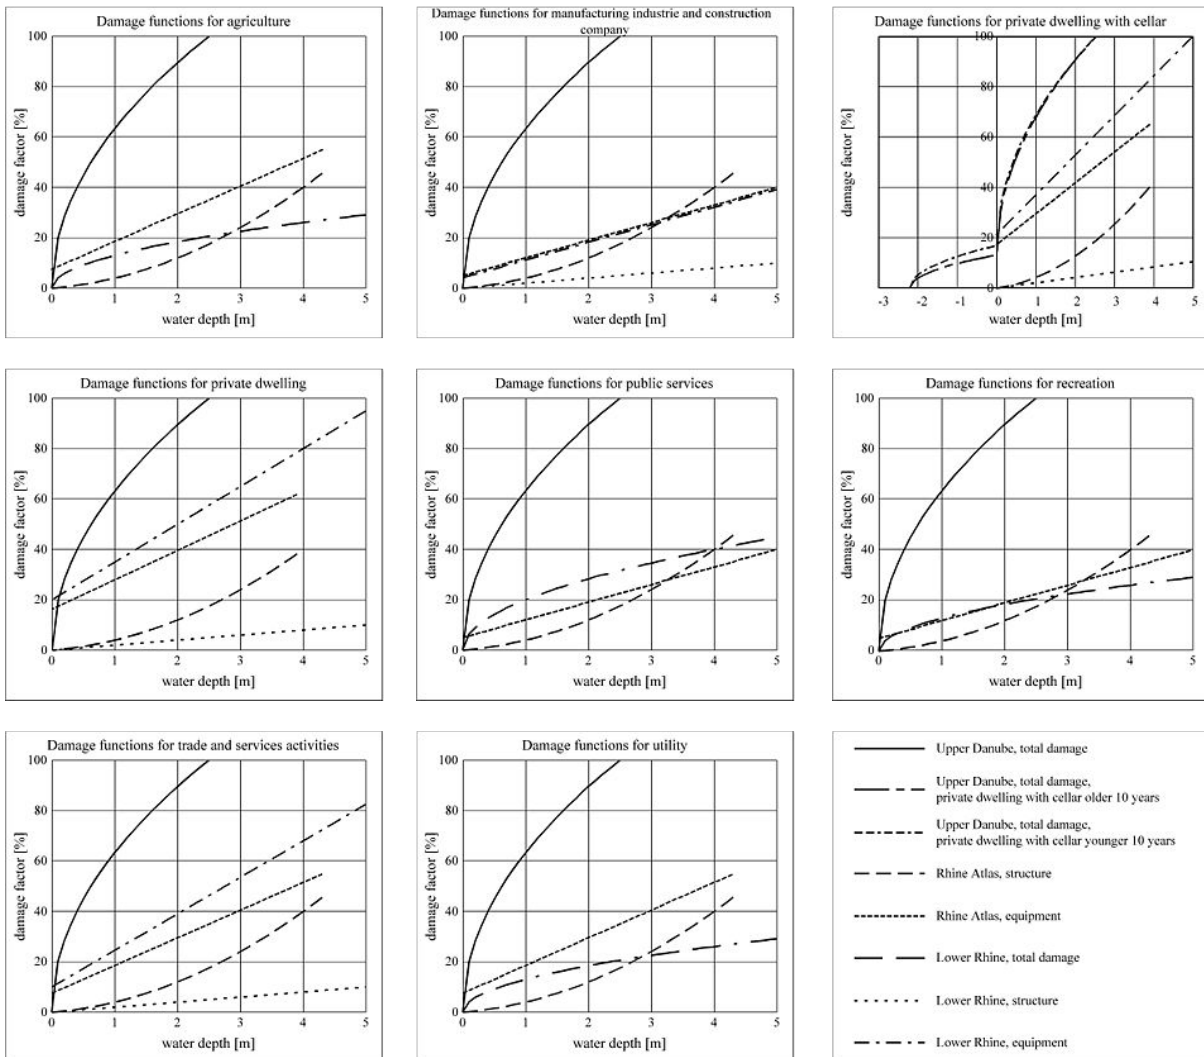 Damage functions for agriculture
100
80
60
40
20
0
damage factor [%]
0 1 2 3 4 5
water depth [m]
Damage functions for manufacturing industrie and construction
company
100
80
60
40
20
0
damage factor [%]
0 1 2 3 4 5
water depth [m]
Damage functions for private dwelling with cellar
100
80
60
40
20
0
damage factor [%]
-3 -2 -1 0 1 2 3 4 5
water depth [m]
Damage functions for private dwelling
100
80
60
40
20
0
damage factor [%]
0 1 2 3 4 5
water depth [m]
Damage functions for public services
100
80
60
40
20
0
damage factor [%]
0 1 2 3 4 5
water depth [m]
Damage functions for recreation
100
80
60
40
20
0
damage factor [%]
0 1 2 3 4 5
water depth [m]
Damage functions for trade and services activities
100
80
60
40
20
0
damage factor [%]
0 1 2 3 4 5
water depth [m]
Damage functions for utility
100
80
60
40
20
0
damage factor [%]
0 1 2 3 4 5
water depth [m]
Upper Danube, total damage
Upper Danube, total damage,
private dwelling with cellar older 10 years
Upper Danube, total damage,
private dwelling with cellar younger 10 years
Rhine Atlas, structure
Rhine Atlas, equipment
Lower Rhine, total damage
Lower Rhine, structure
Lower Rhine, equipment